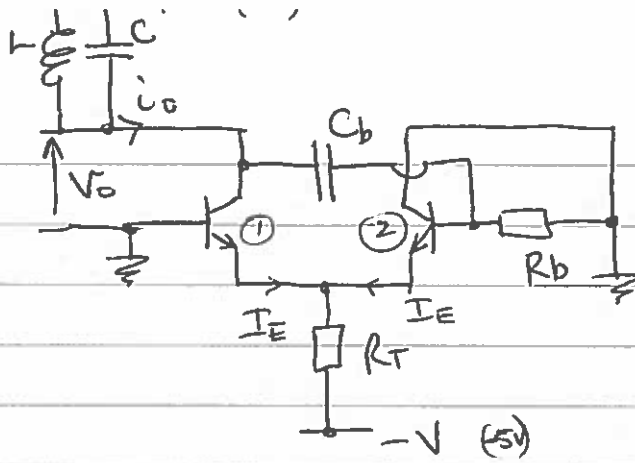 L C
i₀
V₀
C_b
① ②
R_b
I_E I_E
R_T
-V (-5V)